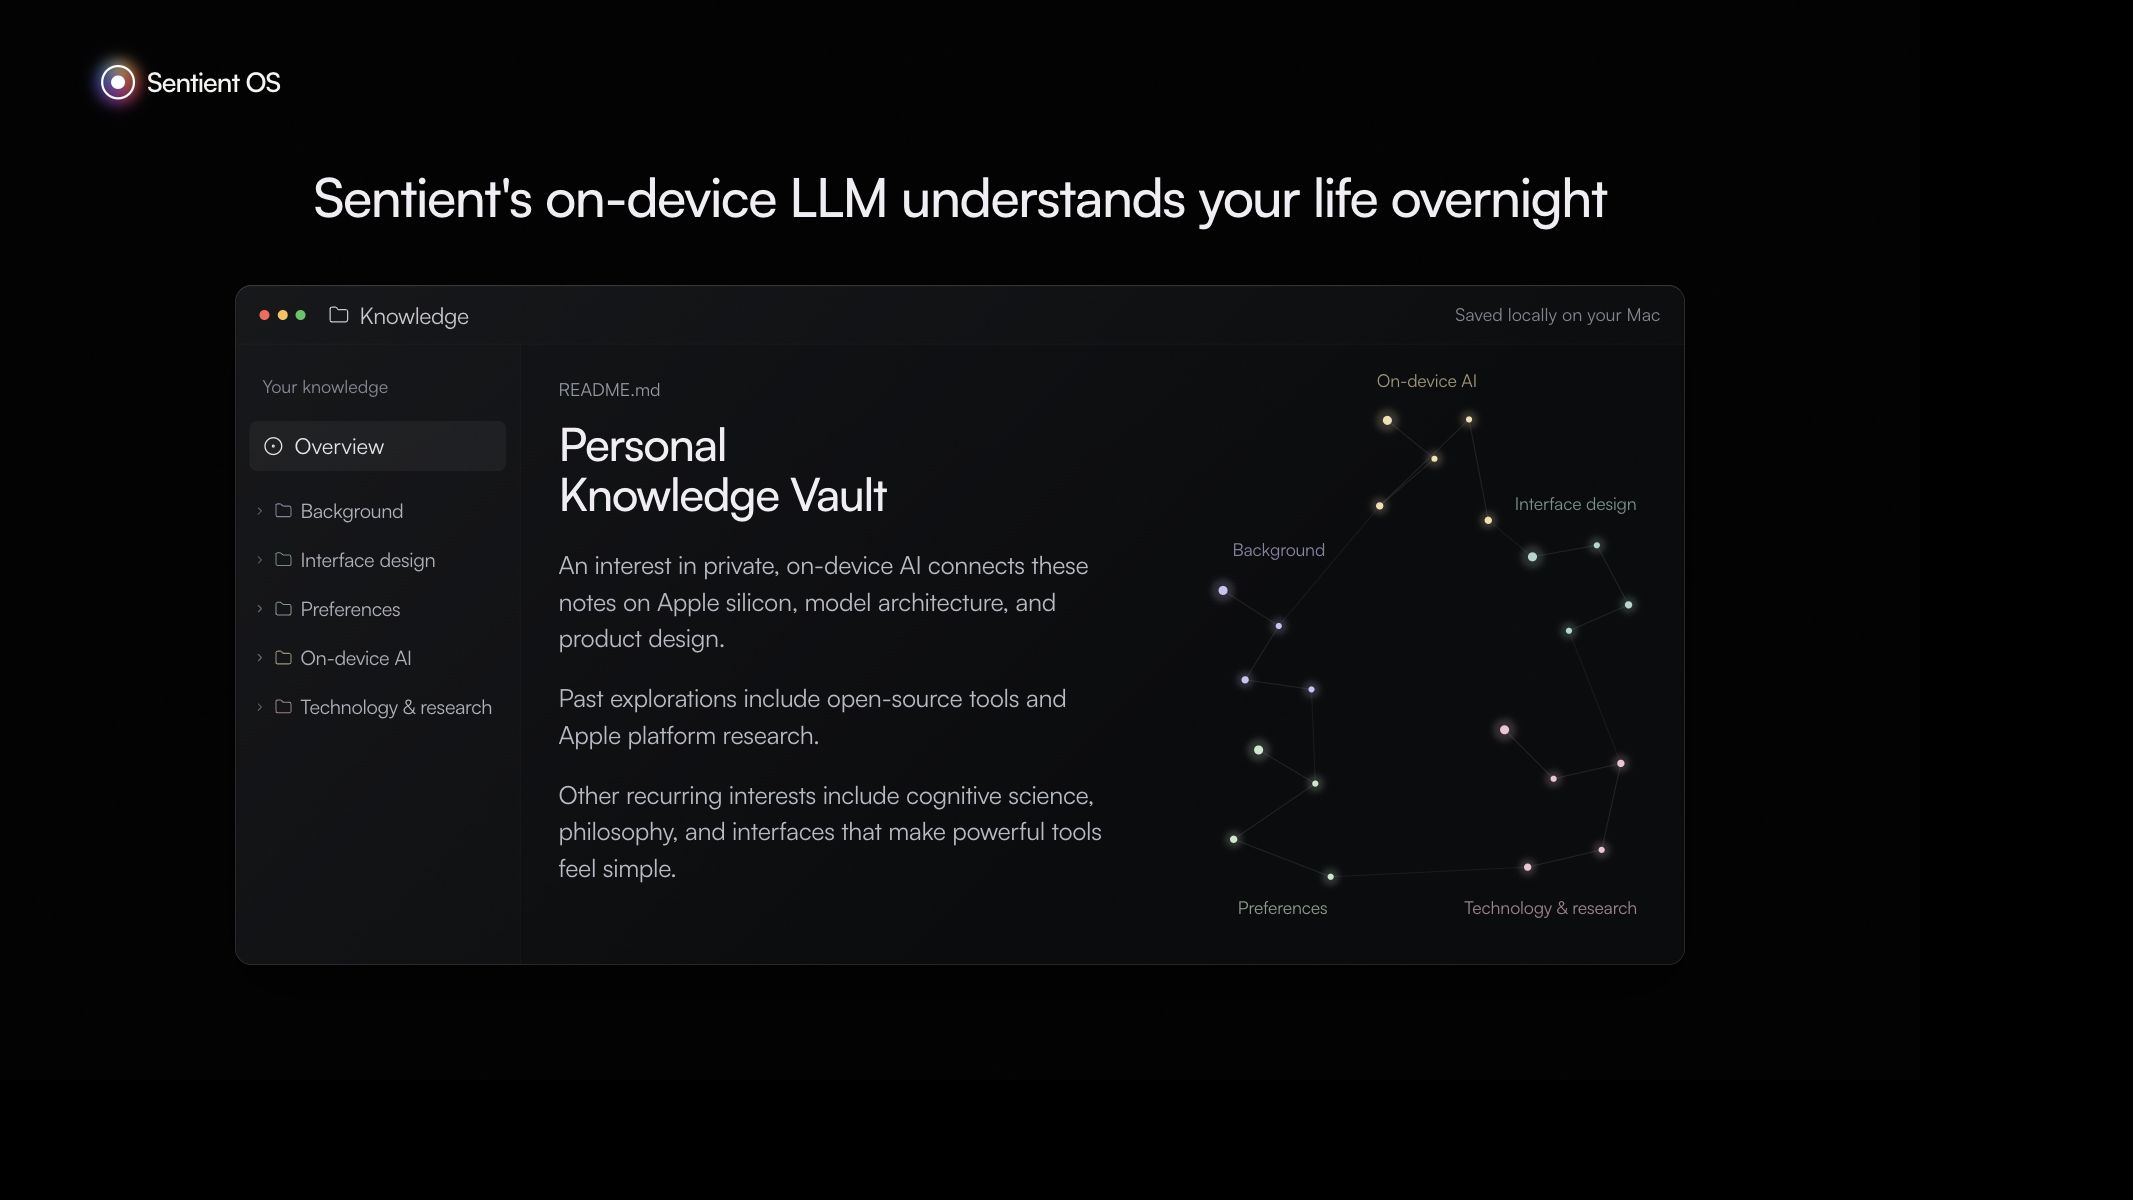 Sentient OS
Sentient's on-device LLM understands your life overnight
Knowledge
Saved locally on your Mac
Your knowledge
Overview
Background
Interface design
Preferences
On-device AI
Technology & research
README.md
Personal
Knowledge Vault
An interest in private, on-device AI connects these
notes on Apple silicon, model architecture, and
product design.
Past explorations include open-source tools and
Apple platform research.
Other recurring interests include cognitive science,
philosophy, and interfaces that make powerful tools
feel simple.
On-device AI
Interface design
Background
Preferences
Technology & research